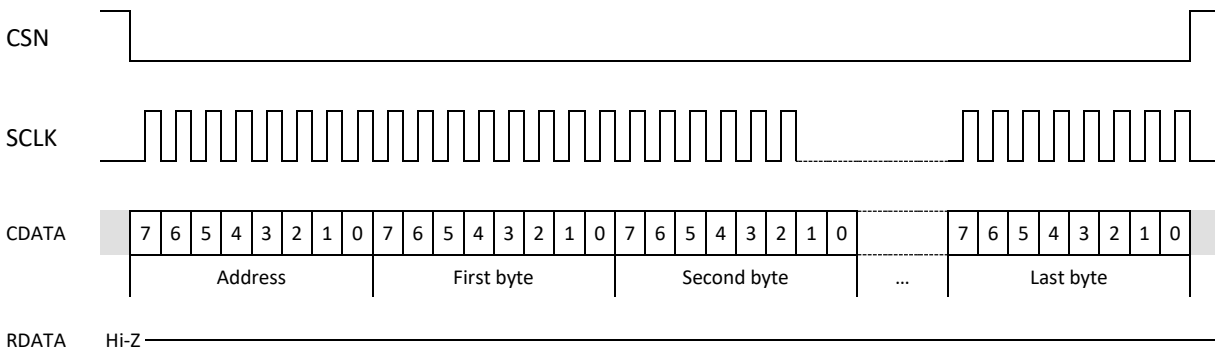 CSN
SCLK
CDATA 7 6 5 4 3 2 1 0 7 6 5 4 3 2 1 0 7 6 5 4 3 2 1 0 7 6 5 4 3 2 1 0
Address First byte Second byte ... Last byte
RDATA Hi-Z